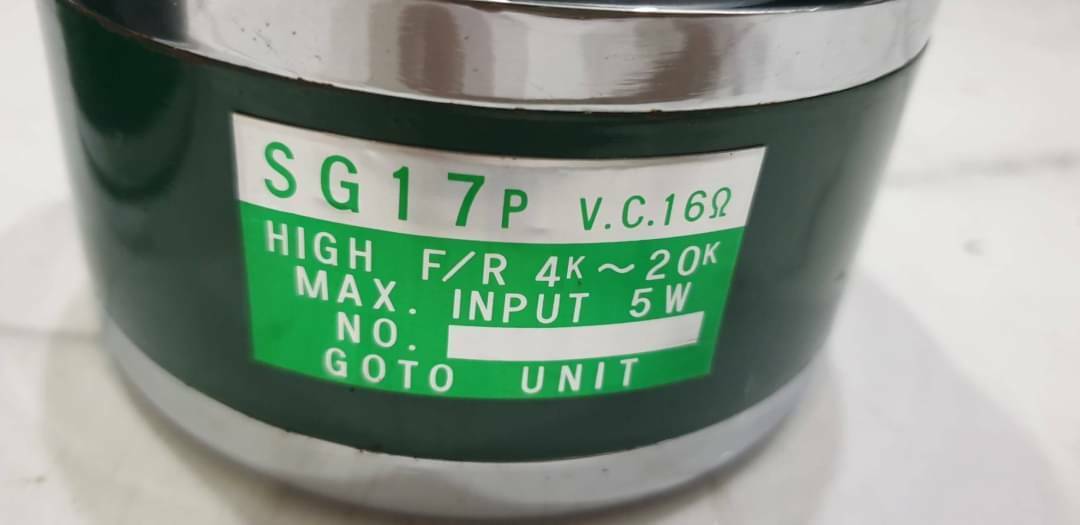 SG17P V.C.16Ω
HIGH F/R 4K～20K
MAX. INPUT 5W
NO.
GOTO UNIT